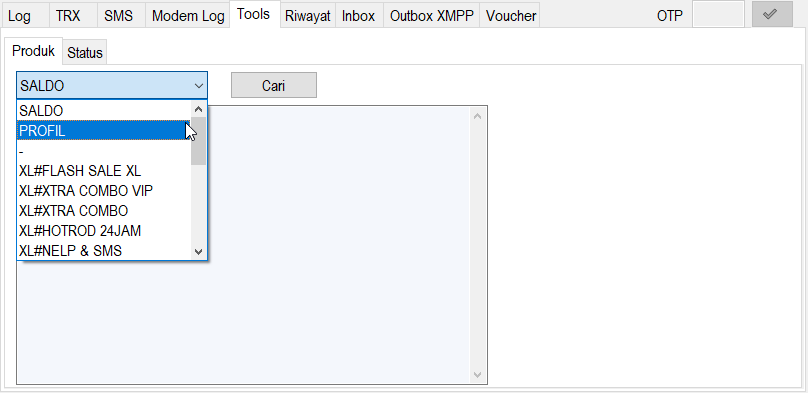 Log TRX SMS Modem Log Tools Riwayat Inbox Outbox XMPP Voucher OTP
Produk Status
SALDO Cari
SALDO
PROFIL
-
XL#FLASH SALE XL
XL#XTRA COMBO VIP
XL#XTRA COMBO
XL#HOTROD 24JAM
XL#NELP & SMS